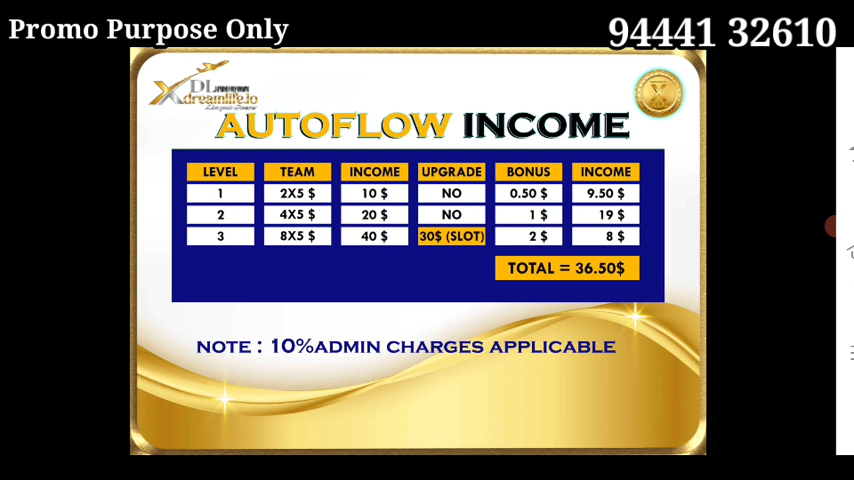 Promo Purpose Only
94441 32610
DL
Xdreamlife.io
AUTOFLOW INCOME
LEVEL TEAM INCOME UPGRADE BONUS INCOME
1 2X5 $ 10 $ NO 0.50 $ 9.50 $
2 4X5 $ 20 $ NO 1 $ 19 $
3 8X5 $ 40 $ 30$ (SLOT) 2 $ 8 $
TOTAL = 36.50$
NOTE : 10%ADMIN CHARGES APPLICABLE